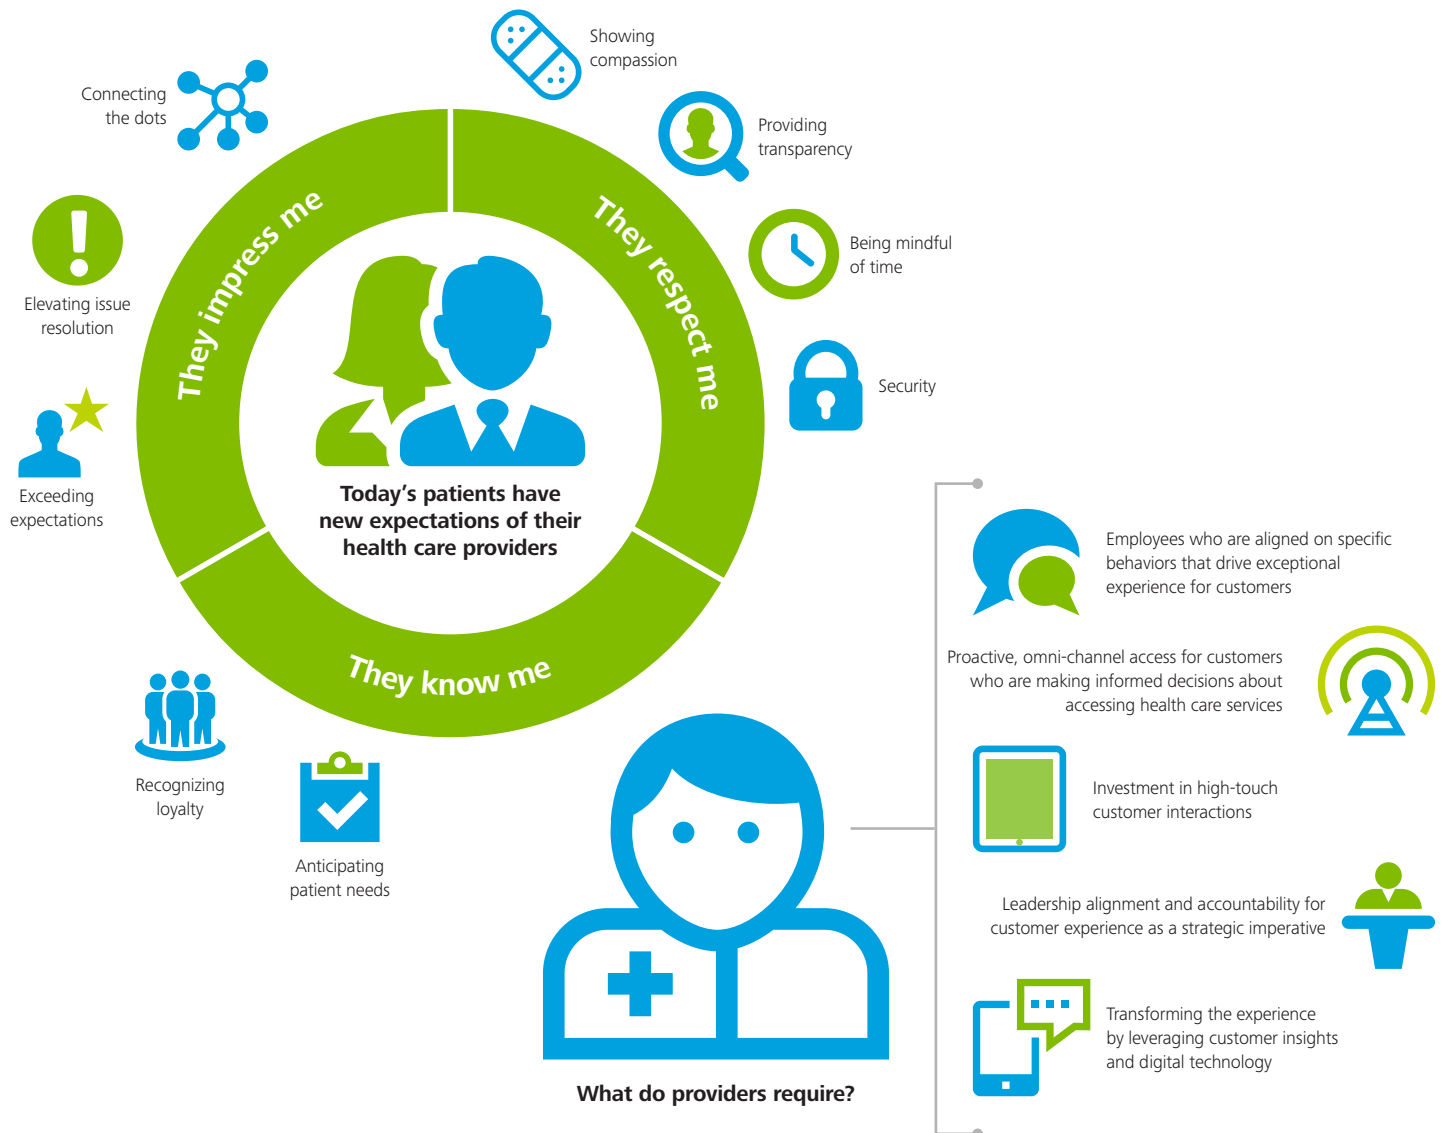 Showing
compassion
Connecting
the dots
Providing
transparency
They impress me
They respect me
Being mindful
of time
Elevating issue
resolution
Security
Exceeding
expectations
Today’s patients have
new expectations of their
health care providers
They know me
Recognizing
loyalty
Anticipating
patient needs
What do providers require?
Employees who are aligned on specific
behaviors that drive exceptional
experience for customers
Proactive, omni-channel access for customers
who are making informed decisions about
accessing health care services
Investment in high-touch
customer interactions
Leadership alignment and accountability for
customer experience as a strategic imperative
Transforming the experience
by leveraging customer insights
and digital technology